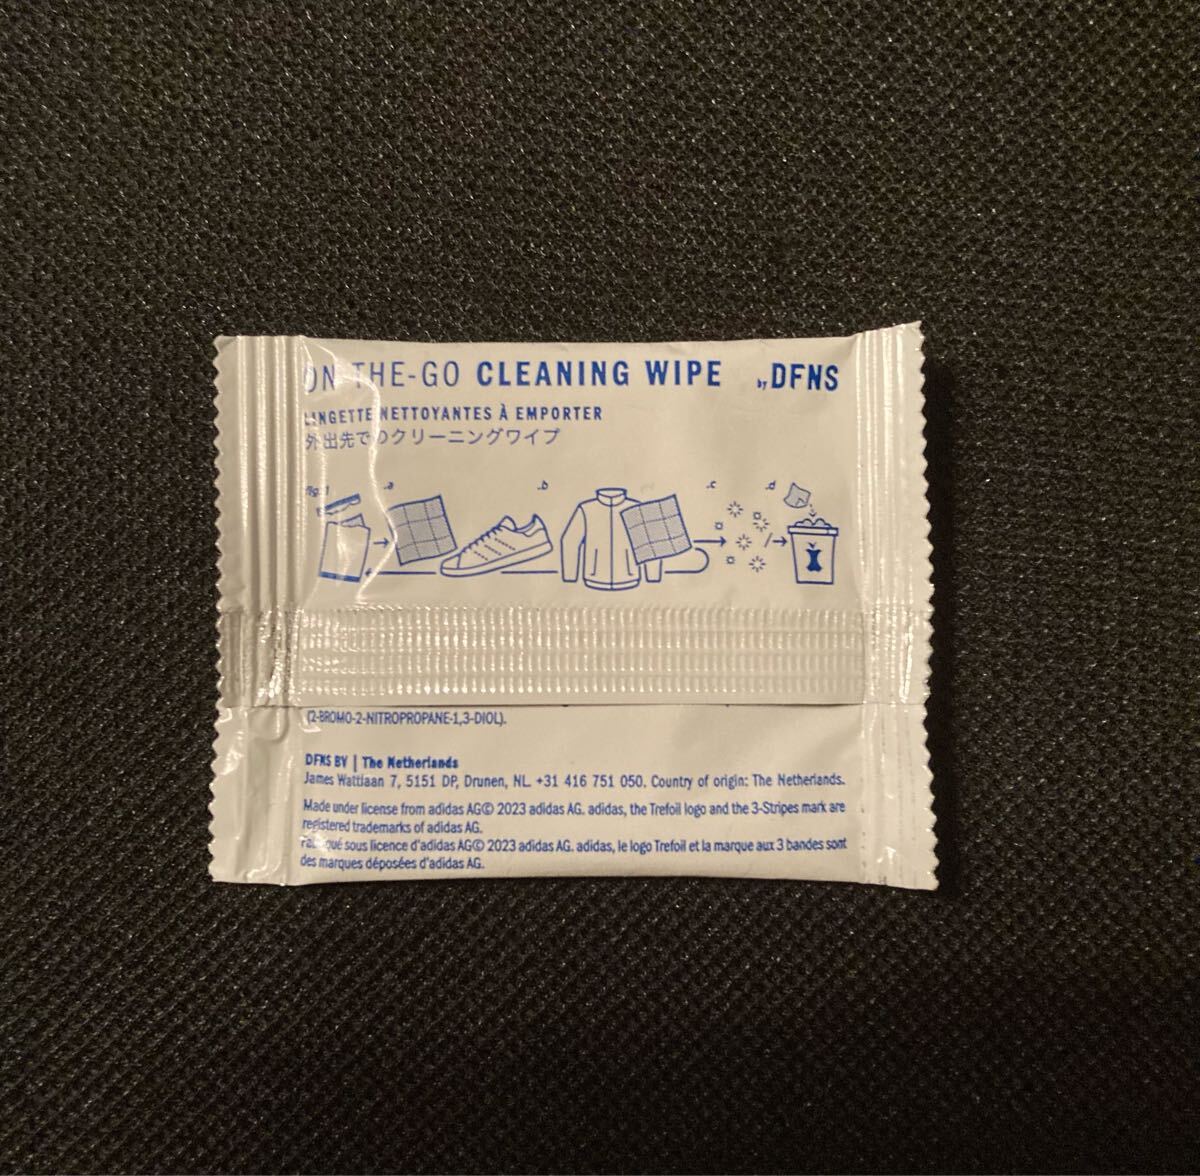 ON-THE-GO CLEANING WIPE by DFNS
LINGETTE NETTOYANTES À EMPORTER
外出先でのクリーニングワイプ
.a .b .c .d
(2-BROMO-2-NITROPROPANE-1,3-DIOL).
DFNS BV | The Netherlands
James Wattlaan 7, 5151 DP, Drunen, NL. +31 416 751 050. Country of origin: The Netherlands.
Made under license from adidas AG© 2023 adidas AG. adidas, the Trefoil logo and the 3-Stripes mark are
registered trademarks of adidas AG.
Fabriqué sous licence d'adidas AG© 2023 adidas AG. adidas, le logo Trefoil et la marque aux 3 bandes sont
des marques déposées d'adidas AG.